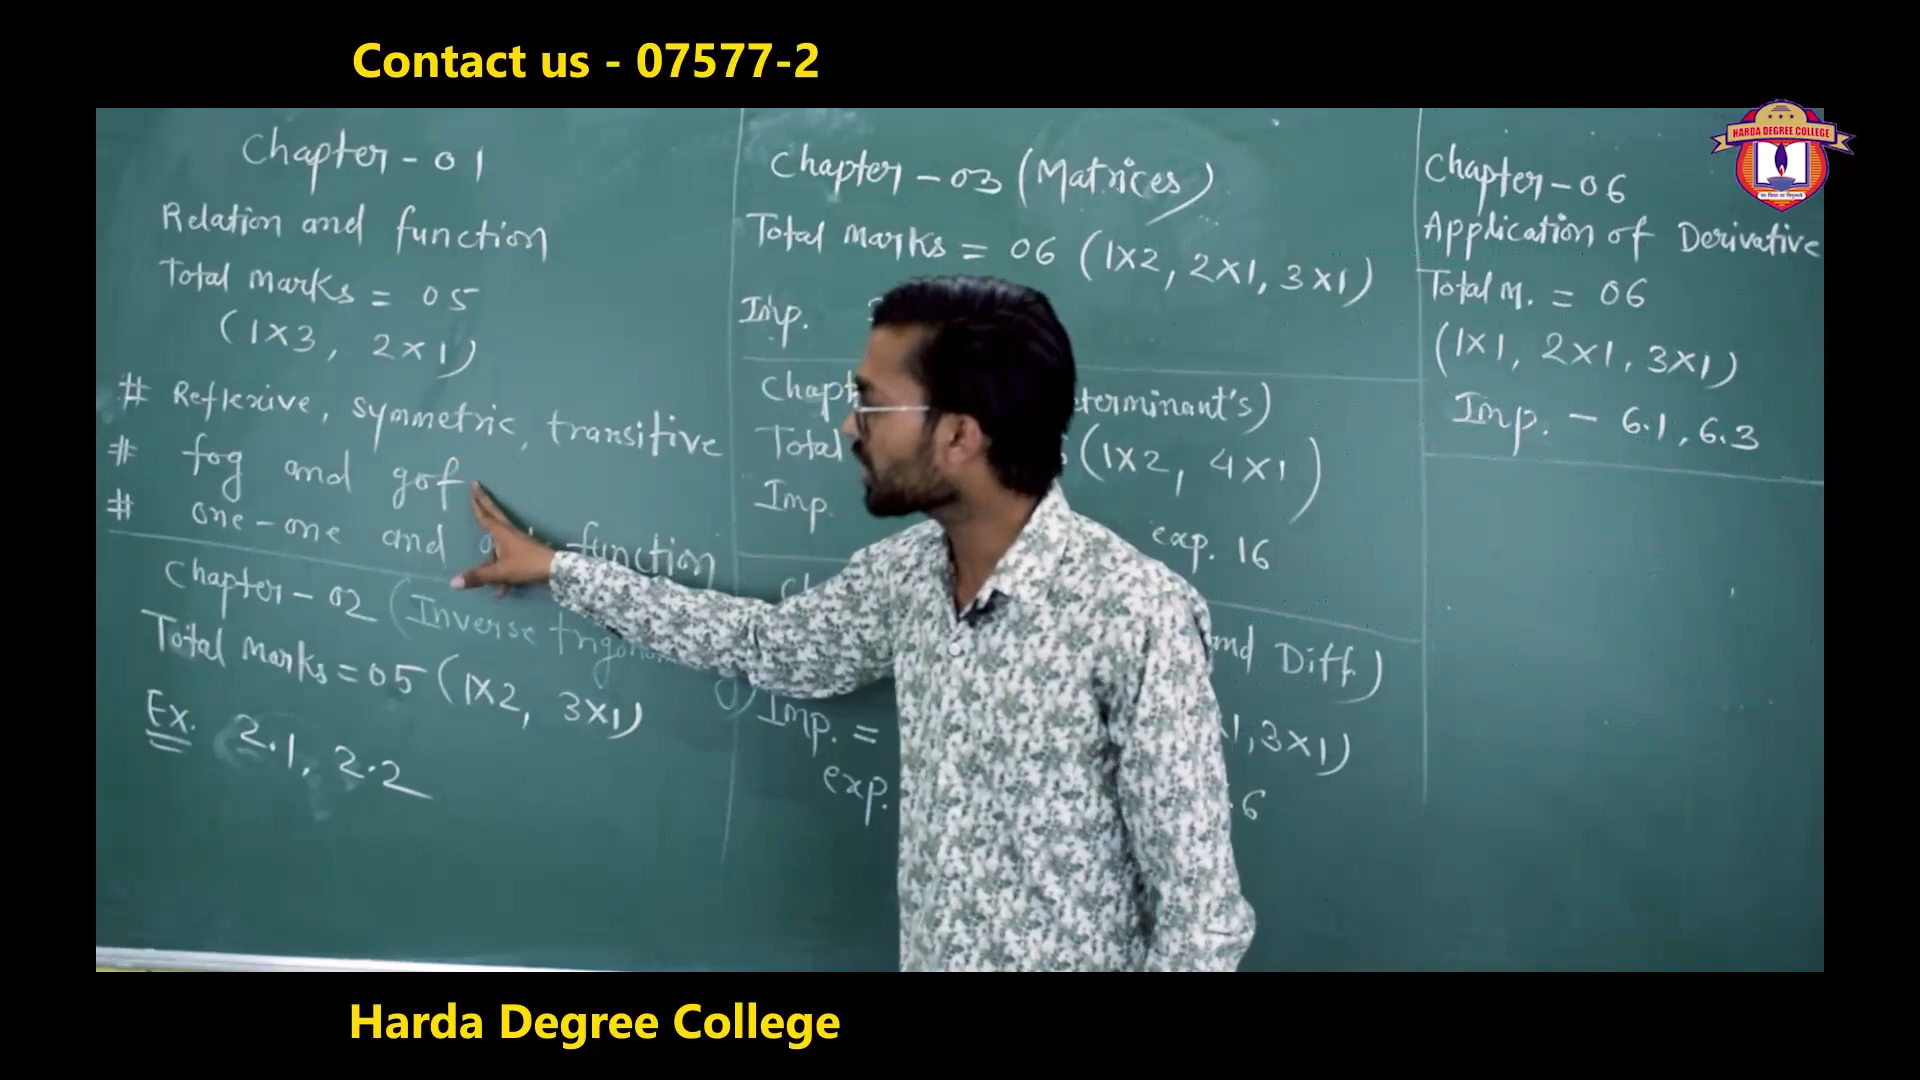 Contact us - 07577-2
HARDA DEGREE COLLEGE
Chapter - 01
Relation and function
Total marks = 05
(1x3, 2x1)
# Reflexive, symmetric, transitive
# fog and gof
# one-one and function
Chapter - 02 (Inverse
Total marks = 05 (1x2, 3x1)
Ex. 2.1, 2.2
Chapter - 03 (Matrices)
Total marks = 06 (1x2, 2x1, 3x1)
Imp.
Total (1x2, 4x1)
Imp
exp. 16
and Diff.)
Imp. = ,3x1)
exp. 6
Chapter - 06
Application of Derivative
Total M. = 06
(1x1, 2x1, 3x1)
Imp. - 6.1, 6.3
Harda Degree College